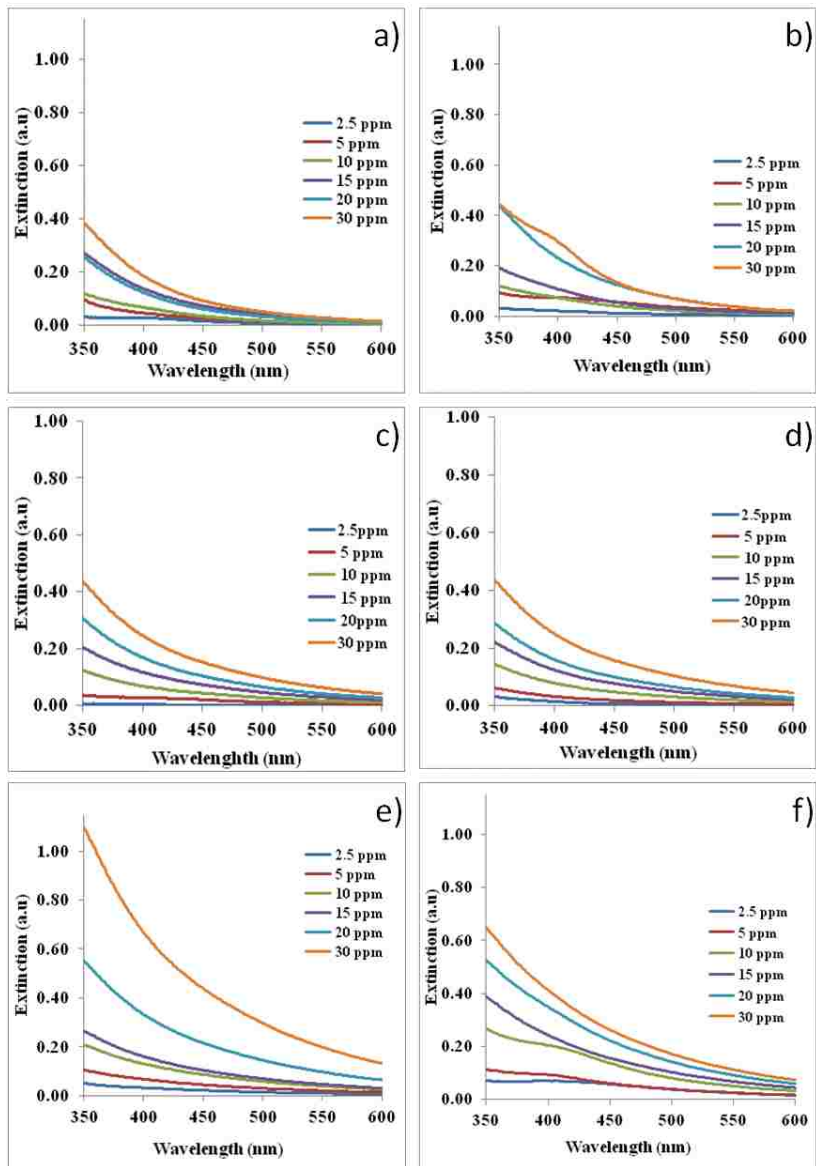 a)
1.00
0.80
0.60
0.40
0.20
0.00
Extinction (a.u)
2.5 ppm
5 ppm
10 ppm
15 ppm
20 ppm
30 ppm
350 400 450 500 550 600
Wavelength (nm)
b)
1.00
0.80
0.60
0.40
0.20
0.00
Extinction (a.u)
2.5 ppm
5 ppm
10 ppm
15 ppm
20 ppm
30 ppm
350 400 450 500 550 600
Wavelength (nm)
c)
1.00
0.80
0.60
0.40
0.20
0.00
Extinction (a.u)
2.5ppm
5 ppm
10 ppm
15 ppm
20ppm
30 ppm
350 400 450 500 550 600
Wavelenghth (nm)
d)
1.00
0.80
0.60
0.40
0.20
0.00
Extinction (a.u)
2.5ppm
5 ppm
10 ppm
15 ppm
20ppm
30 ppm
350 400 450 500 550 600
Wavelength (nm)
e)
1.00
0.80
0.60
0.40
0.20
0.00
Extinction (a.u)
2.5 ppm
5 ppm
10 ppm
15 ppm
20 ppm
30 ppm
350 400 450 500 550 600
Wavelength (nm)
f)
1.00
0.80
0.60
0.40
0.20
0.00
Extinction (a.u)
2.5 ppm
5 ppm
10 ppm
15 ppm
20 ppm
30 ppm
350 400 450 500 550 600
Wavelength (nm)